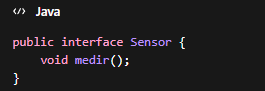 </> Java
public interface Sensor {
    void medir();
}